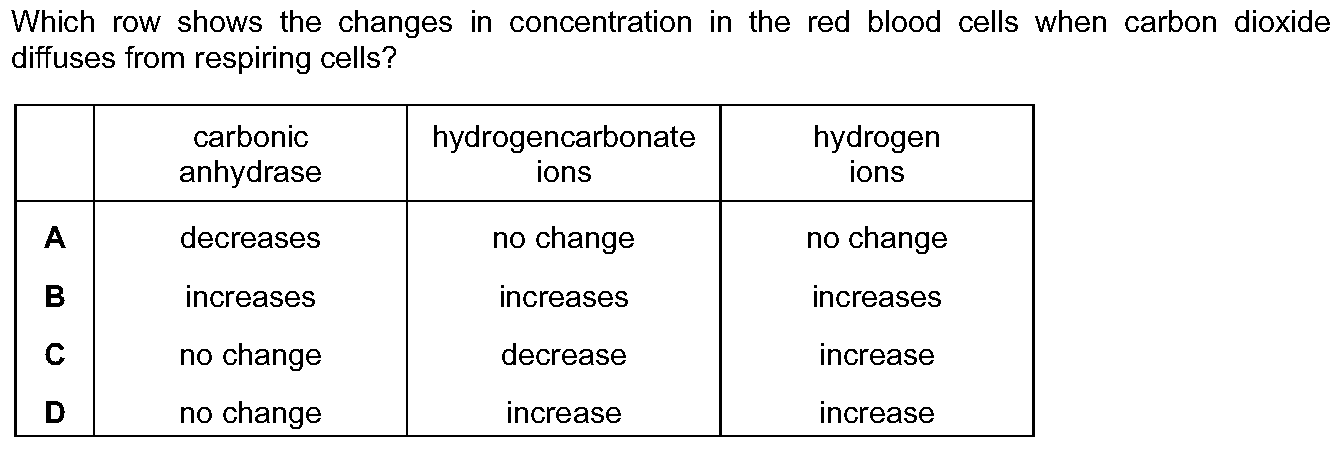 Which row shows the changes in concentration in the red blood cells when carbon dioxide
diffuses from respiring cells?
carbonic anhydrase hydrogencarbonate ions hydrogen ions
A decreases no change no change
B increases increases increases
C no change decrease increase
D no change increase increase